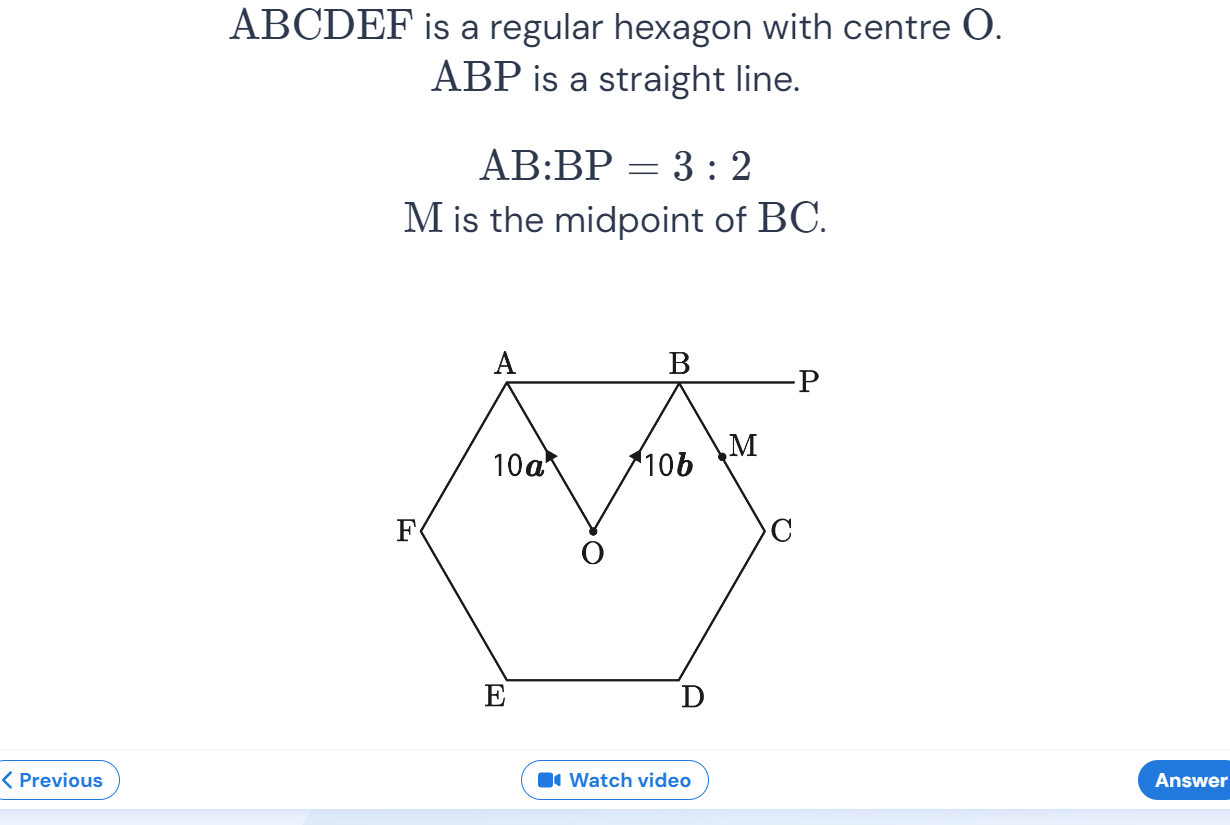 ABCDEF is a regular hexagon with centre O.
ABP is a straight line.
AB:BP = 3 : 2
M is the midpoint of BC.
A
B
P
M
10a
10b
F
C
O
E
D
Previous
Watch video
Answer